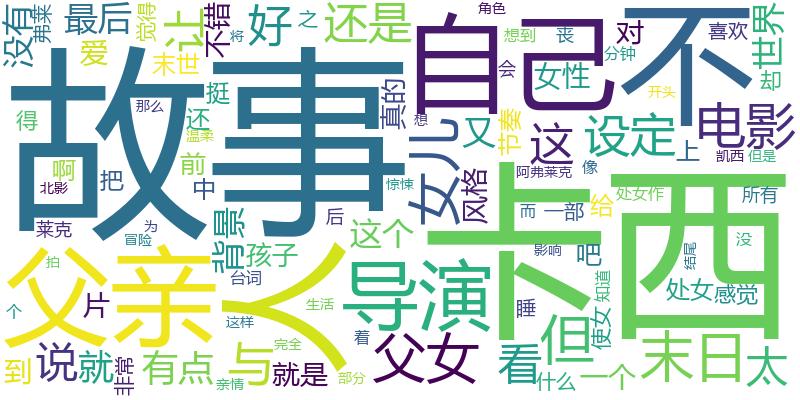 没有
弗莱
最后
觉得
让
不错
好
之
将
还是
自己
不
角色
想到
丧
分钟
会
对
喜欢
却
世界
爱
末世
挺
得
那么
还
温柔
啊
前
把
北影
中
故事
真的
想
女儿
又
节奏
女性
开头
设定
电影
这
上
凯西
但是
惊悚
风格
阿弗莱克
像
处女作
所有
莱克
为
冒险
背景
后
这个
孩子
而
一部
给
卡西
吧
影响
没
结尾
父亲
人
导演
台词
拍
个
片
生活
这样
睡
但
使女
知道
处女
感觉
到
说
就
非常
有点
亲情
与
就是
完全
着
部分
父女
看
什么
一个
末日
太